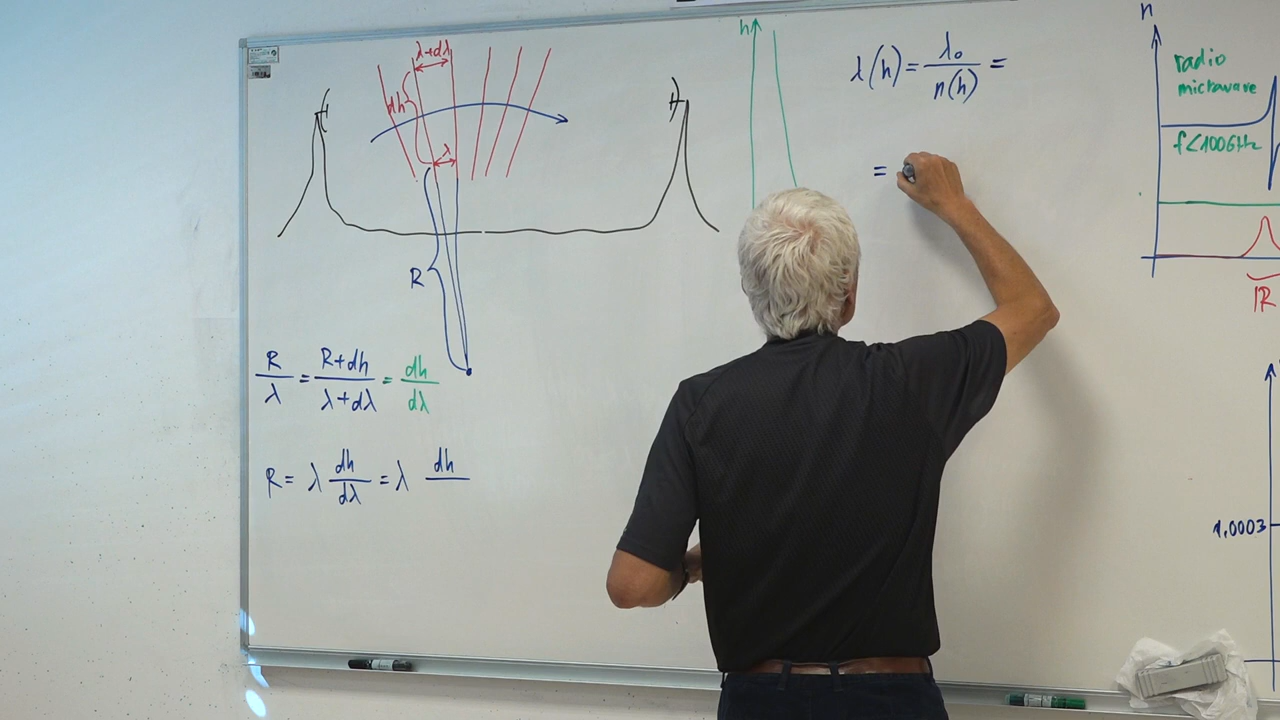 λ+dλ
dh
λ
R
R/λ = R+dh/λ+dλ = dh/dλ
R = λ dh/dλ = λ dh/
h
λ(h) = λ₀/n(h) =
=
n
radio
microwave
f<100GHz
IR
1.0003